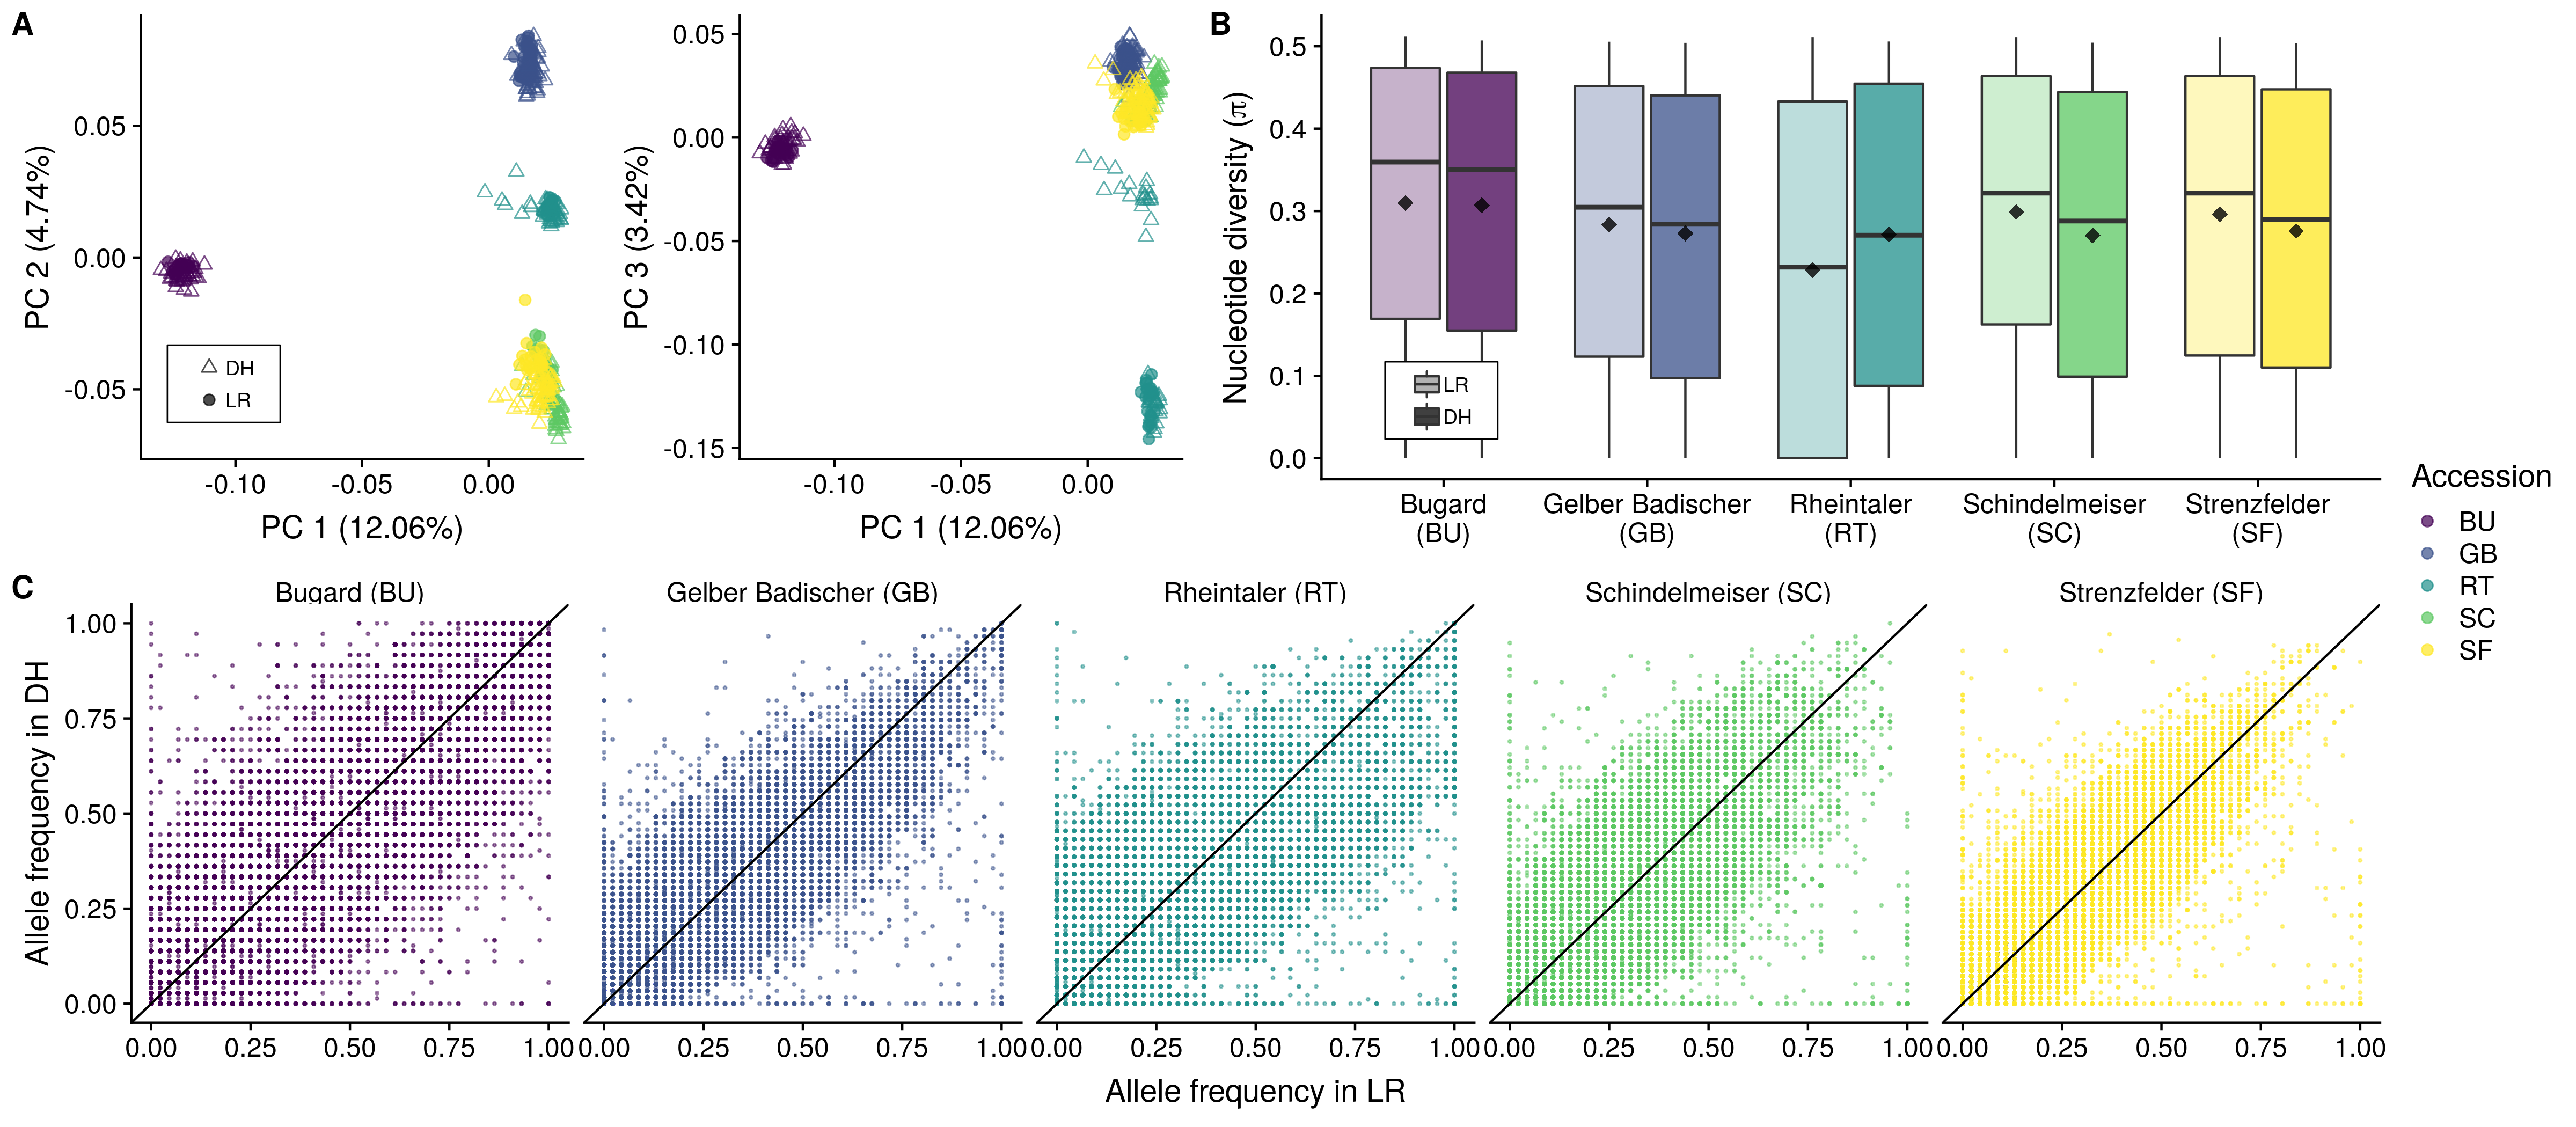 A
PC 2 (4.74%)
0.05
0.00
-0.05
DH
LR
-0.10 -0.05 0.00
PC 1 (12.06%)
PC 3 (3.42%)
0.05
0.00
-0.05
-0.10
-0.15
-0.10 -0.05 0.00
PC 1 (12.06%)
B
Nucleotide diversity (π)
0.5
0.4
0.3
0.2
0.1
0.0
LR
DH
Bugard (BU)
Gelber Badischer (GB)
Rheintaler (RT)
Schindelmeiser (SC)
Strenzfelder (SF)
Accession
BU
GB
RT
SC
SF
C
Bugard (BU) Gelber Badischer (GB) Rheintaler (RT) Schindelmeiser (SC) Strenzfelder (SF)
Allele frequency in DH
1.00
0.75
0.50
0.25
0.00
0.00 0.25 0.50 0.75 1.00 0.00 0.25 0.50 0.75 1.00 0.00 0.25 0.50 0.75 1.00 0.00 0.25 0.50 0.75 1.00 0.00 0.25 0.50 0.75 1.00
Allele frequency in LR